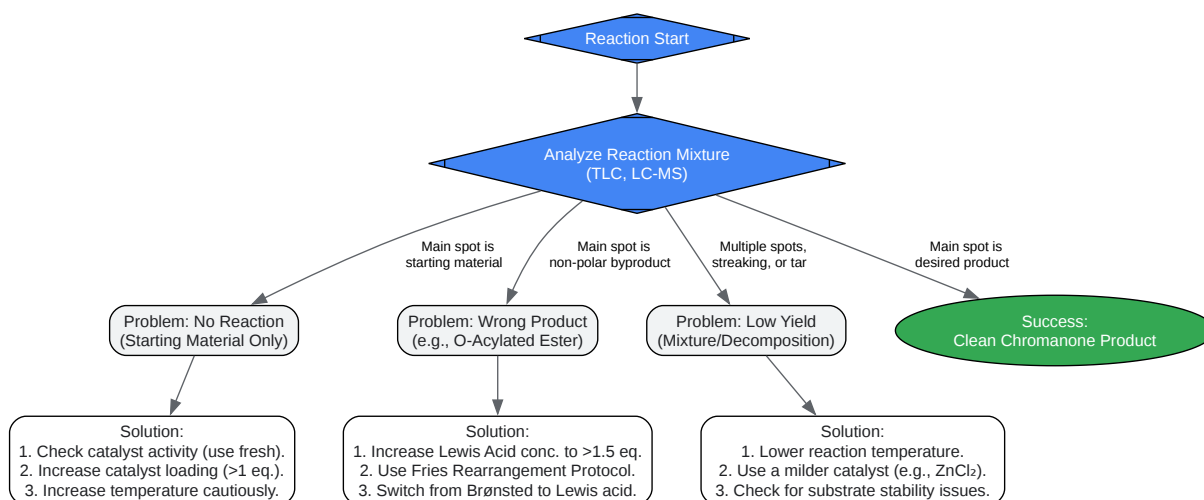 Reaction Start
Analyze Reaction Mixture
(TLC, LC-MS)
Main spot is
starting material
Main spot is
non-polar byproduct
Multiple spots,
streaking, or tar
Main spot is
desired product
Problem: No Reaction
(Starting Material Only)
Problem: Wrong Product
(e.g., O-Acylated Ester)
Problem: Low Yield
(Mixture/Decomposition)
Success:
Clean Chromanone Product
Solution:
1. Check catalyst activity (use fresh).
2. Increase catalyst loading (>1 eq.).
3. Increase temperature cautiously.
Solution:
1. Increase Lewis Acid conc. to >1.5 eq.
2. Use Fries Rearrangement Protocol.
3. Switch from Brønsted to Lewis acid.
Solution:
1. Lower reaction temperature.
2. Use a milder catalyst (e.g., ZnCl₂).
3. Check for substrate stability issues.